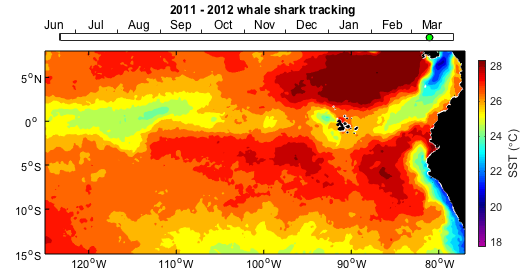 2011 - 2012 whale shark tracking
Jun Jul Aug Sep Oct Nov Dec Jan Feb Mar
5°N
0°
5°S
10°S
15°S
120°W 110°W 100°W 90°W 80°W
28
26
24
22
20
18
SST (°C)